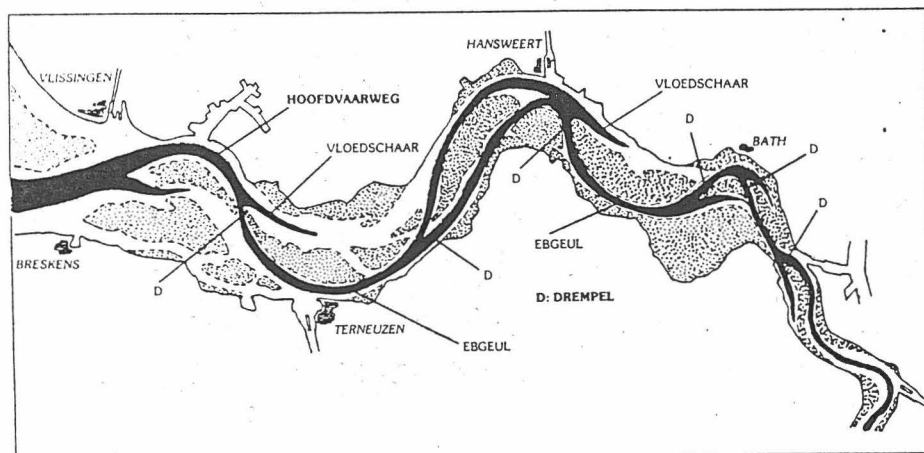 HANSWEERT
VLISSINGEN
HOOFDVAARWEG
VLOEDSCHAAR
VLOEDSCHAAR
D
BATH
D
D
D
EBGEUL
BRESKENS
D
D
D: DREMPEL
TERNEUZEN
EBGEUL